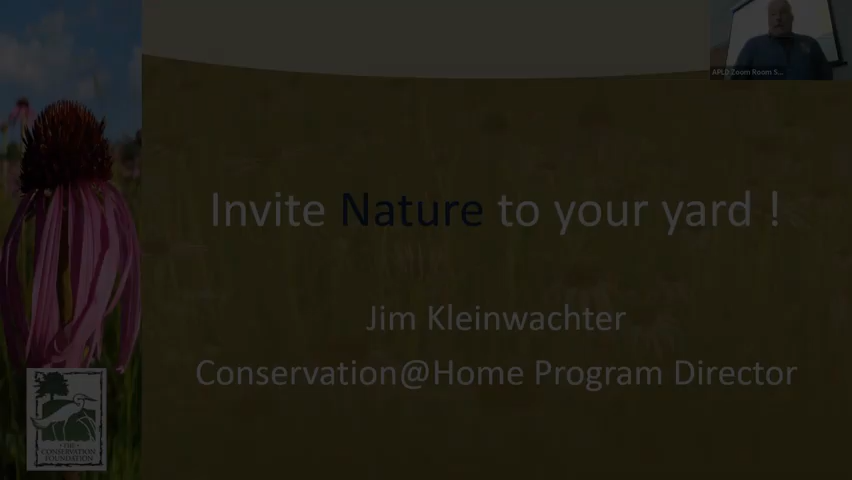 APLD Zoom Room S...
Invite Nature to your yard !
Jim Kleinwachter
Conservation@Home Program Director
THE
CONSERVATION
FOUNDATION